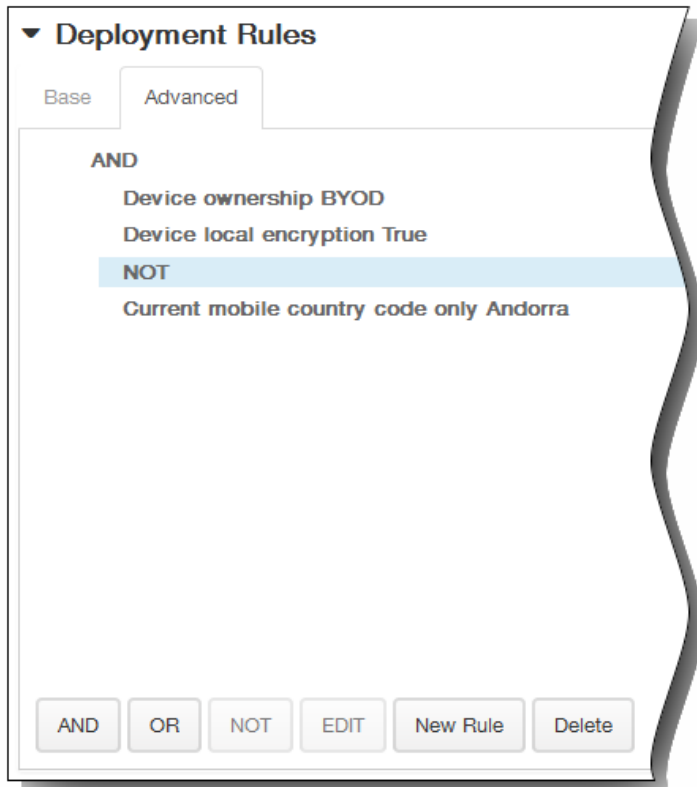 Deployment Rules
Base Advanced
AND
Device ownership BYOD
Device local encryption True
NOT
Current mobile country code only Andorra
AND OR NOT EDIT New Rule Delete